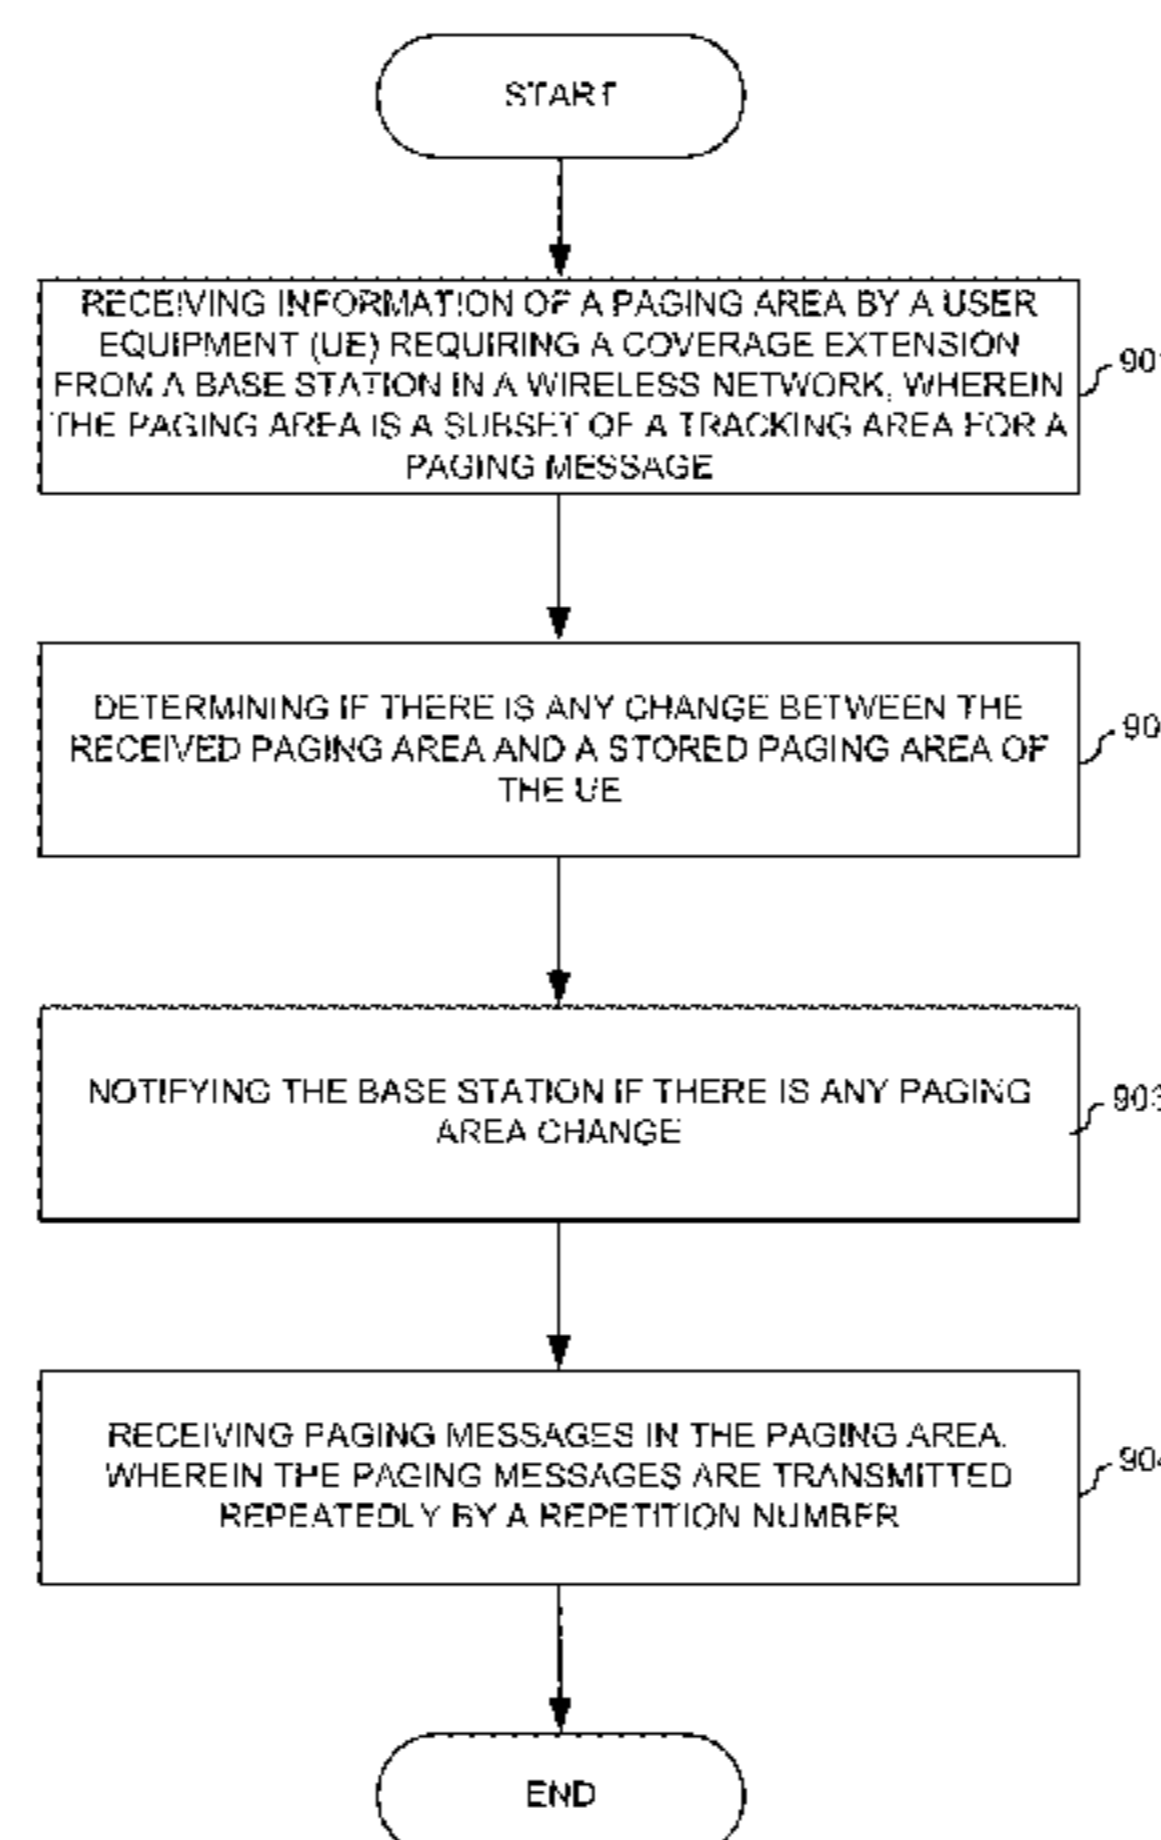 START
RECEIVING INFORMATION OF A PAGING AREA BY A USER
EQUIPMENT (UE) REQUIRING A COVERAGE EXTENSION
FROM A BASE STATION IN A WIRELESS NETWORK, WHEREIN
THE PAGING AREA IS A SUBSET OF A TRACKING AREA FOR A
PAGING MESSAGE
901
DETERMINING IF THERE IS ANY CHANGE BETWEEN THE
RECEIVED PAGING AREA AND A STORED PAGING AREA OF
THE UE
90
NOTIFYING THE BASE STATION IF THERE IS ANY PAGING
AREA CHANGE
903
RECEIVING PAGING MESSAGES IN THE PAGING AREA,
WHEREIN THE PAGING MESSAGES ARE TRANSMITTED
REPEATEDLY BY A REPETITION NUMBER
904
END